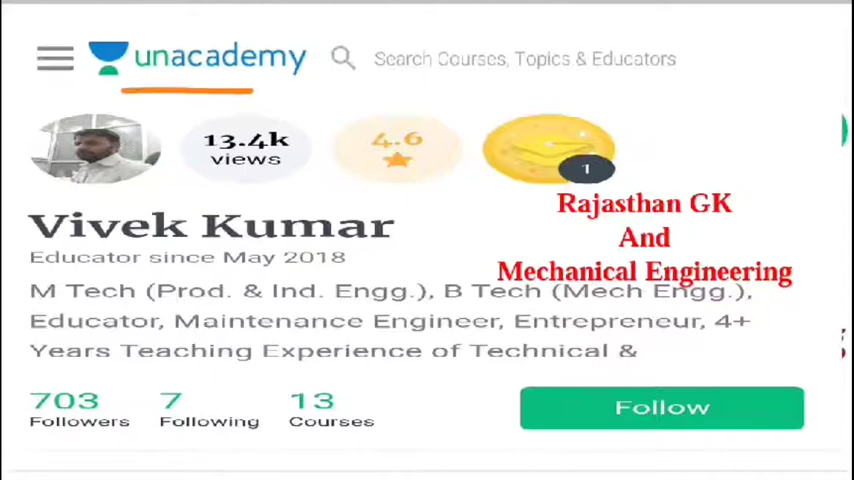 unacademy
Search Courses, Topics & Educators
13.4k
views
4.6
1
Rajasthan GK
And
Mechanical Engineering
Vivek Kumar
Educator since May 2018
M Tech (Prod. & Ind. Engg.), B Tech (Mech Engg.),
Educator, Maintenance Engineer, Entrepreneur, 4+
Years Teaching Experience of Technical &
703
Followers
7
Following
13
Courses
Follow